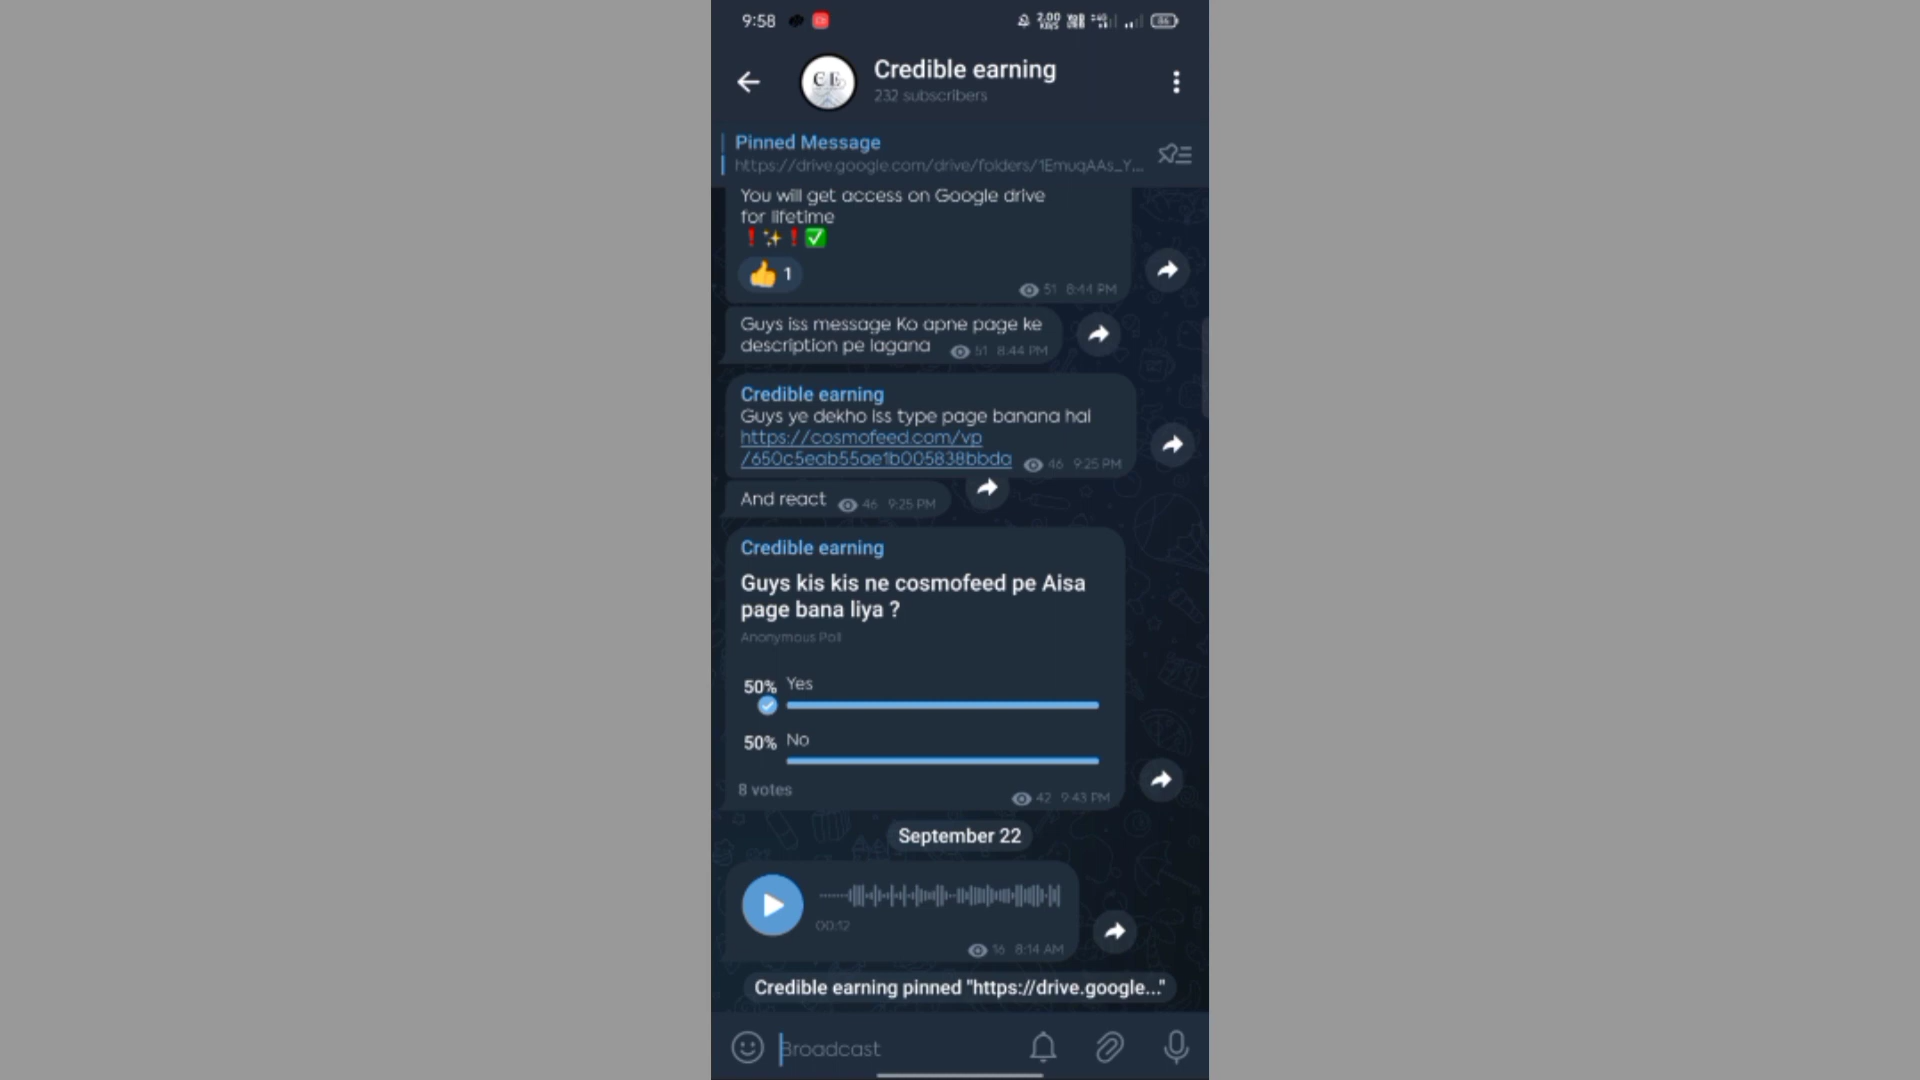 9:58
2.00
KB/S
86
Credible earning
232 subscribers
Pinned Message
https://drive.google.com/drive/folders/1EmuqAAs_Y...
You will get access on Google drive
for lifetime
❗✨❗✅
👍 1
51 8:44 PM
Guys iss message Ko apne page ke
description pe lagana
51 8:44 PM
Credible earning
Guys ye dekho iss type page banana hai
https://cosmofeed.com/vp
/650c5eab55ae1b005838bbda
46 9:25 PM
And react
46 9:25 PM
Credible earning
Guys kis kis ne cosmofeed pe Aisa
page bana liya ?
Anonymous Poll
50% Yes
50% No
8 votes
42 9:43 PM
September 22
00:12
16 8:14 AM
Credible earning pinned "https://drive.google..."
Broadcast